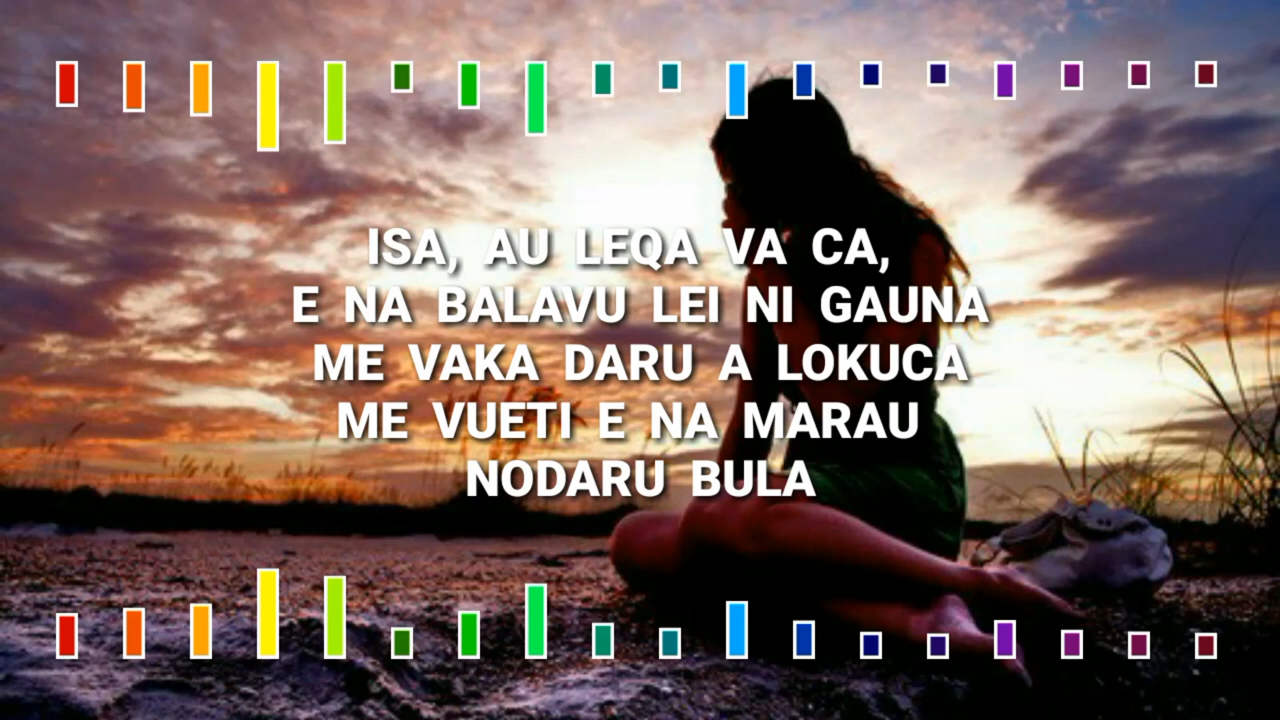 ISA, AU LEQA VA CA,
E NA BALAVU LEI NI GAUNA
ME VAKA DARU A LOKUCA
ME VUETI E NA MARAU
NODARU BULA